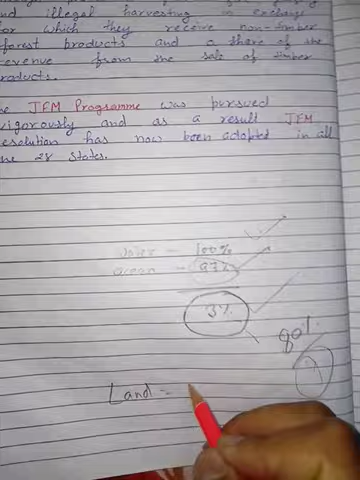 and illegal harvesting in exchange
for which they receive non-timber
forest products and a share of the
revenue from the sale of timber
products.
The JFM Programme was pursued
vigorously and as a result JFM
resolution has now been adopted in all
the 28 states.
water - 100%
ocean - 97%
3%
80%
Land =